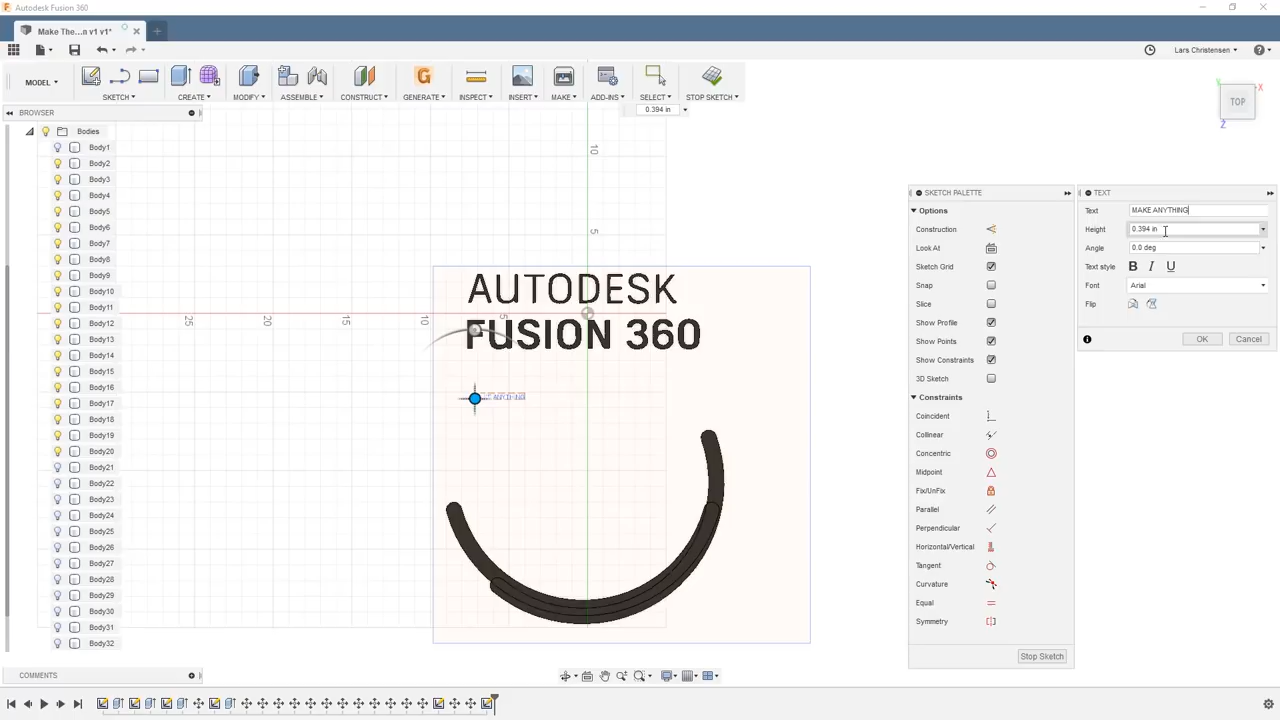 Autodesk Fusion 360
Make The...n v1 v1*
Lars Christensen
MODEL
SKETCH
CREATE
MODIFY
ASSEMBLE
CONSTRUCT
GENERATE
INSPECT
INSERT
MAKE
ADD-INS
SELECT
STOP SKETCH
0.394 in
BROWSER
Bodies
Body1
Body2
Body3
Body4
Body5
Body6
Body7
Body8
Body9
Body10
Body11
Body12
Body13
Body14
Body15
Body16
Body17
Body18
Body19
Body20
Body21
Body22
Body23
Body24
Body25
Body26
Body27
Body28
Body29
Body30
Body31
Body32
COMMENTS
10
5
25
20
15
10
5
AUTODESK
FUSION 360
TOP
X
Y
Z
SKETCH PALETTE
Options
Construction
Look At
Sketch Grid
Snap
Slice
Show Profile
Show Points
Show Constraints
3D Sketch
Constraints
Coincident
Collinear
Concentric
Midpoint
Fix/UnFix
Parallel
Perpendicular
Horizontal/Vertical
Tangent
Curvature
Equal
Symmetry
Stop Sketch
TEXT
Text MAKE ANYTHING
Height 0.394 in
Angle 0.0 deg
Text style B I U
Font Arial
Flip
OK Cancel